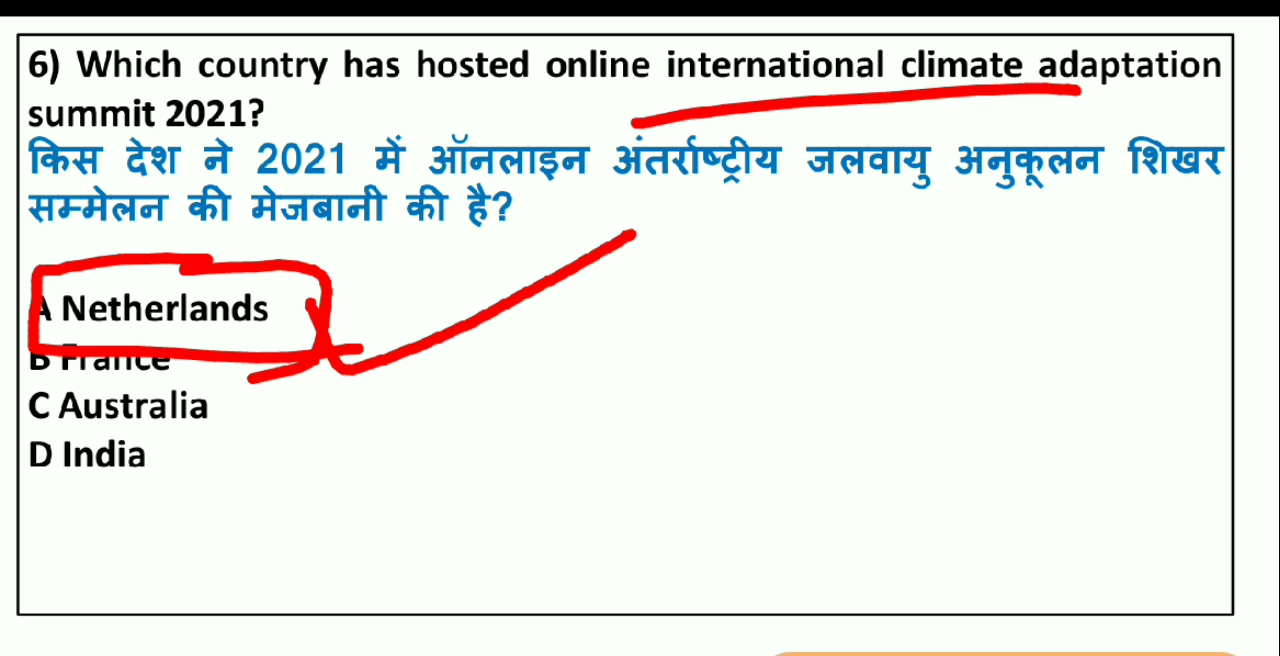 6) Which country has hosted online international climate adaptation
summit 2021?
किस देश ने 2021 में ऑनलाइन अंतर्राष्ट्रीय जलवायु अनुकूलन शिखर
सम्मेलन की मेजबानी की है?
A Netherlands
B France
C Australia
D India